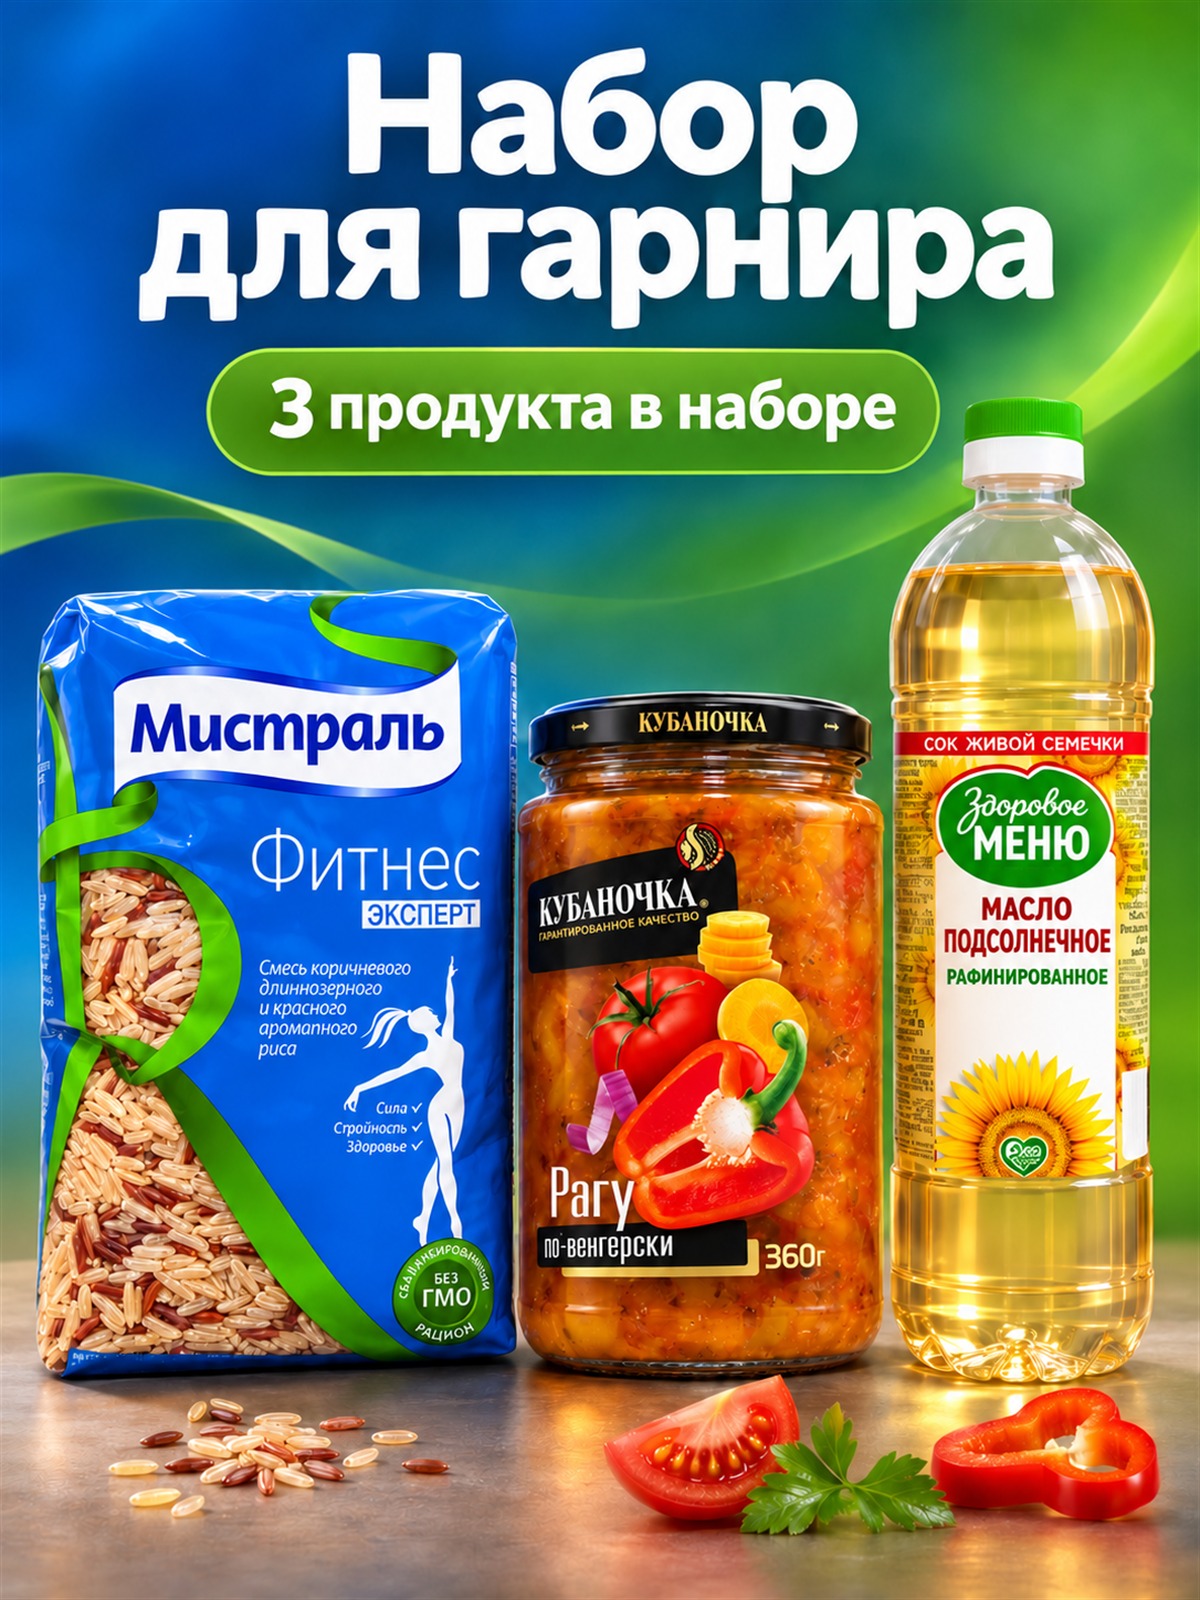 Набор
для гарнира
3 продукта в наборе
Мистраль
Фитнес
ЭКСПЕРТ
Смесь коричневого
длиннозерного
и красного
ароматного
риса
Сила ✓
Стройность ✓
Здоровье ✓
БЕЗ
ГМО
РАЦИОН
КУБАНОЧКА
КУБАНОЧКА®
ГАРАНТИРОВАННОЕ КАЧЕСТВО
Рагу
по-венгерски
360г
СОК ЖИВОЙ СЕМЕЧКИ
Здоровое
МЕНЮ
МАСЛО
ПОДСОЛНЕЧНОЕ
РАФИНИРОВАННОЕ